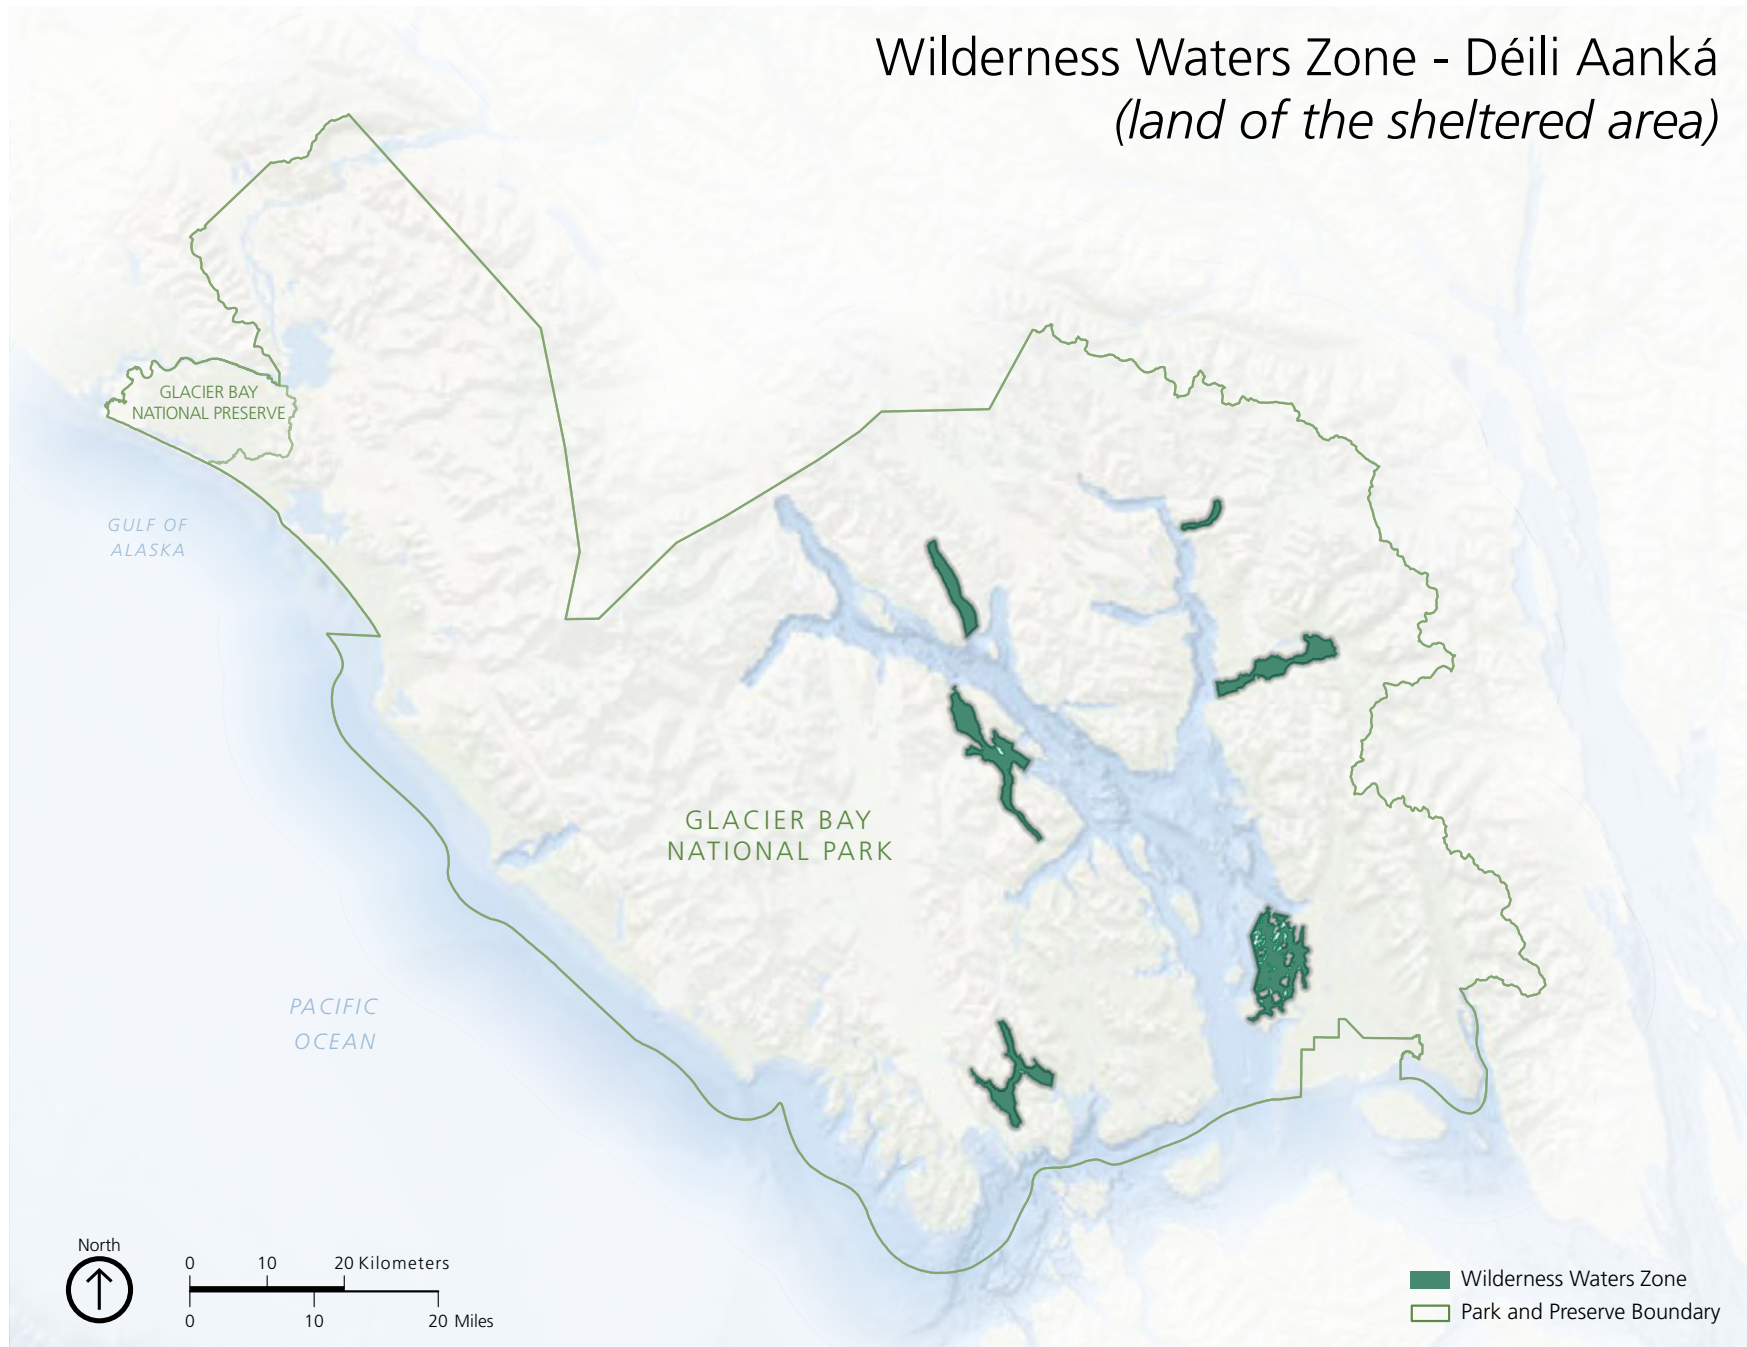 Wilderness Waters Zone - Déili Aanká
(land of the sheltered area)
GLACIER BAY
NATIONAL PRESERVE
GULF OF
ALASKA
GLACIER BAY
NATIONAL PARK
PACIFIC
OCEAN
North
0 10 20 Kilometers
0 10 20 Miles
Wilderness Waters Zone
Park and Preserve Boundary